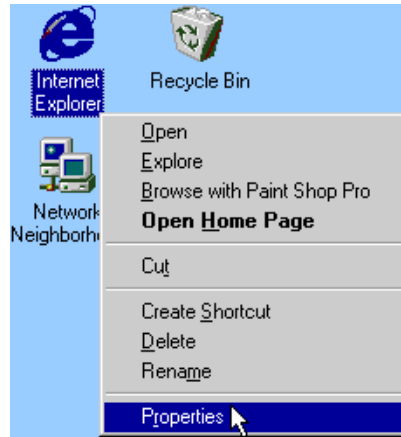 Internet
Explorer
Recycle Bin
Network
Open
Explore
Browse with Paint Shop Pro
Open Home Page
Cut
Create Shortcut
Delete
Rename
Properties